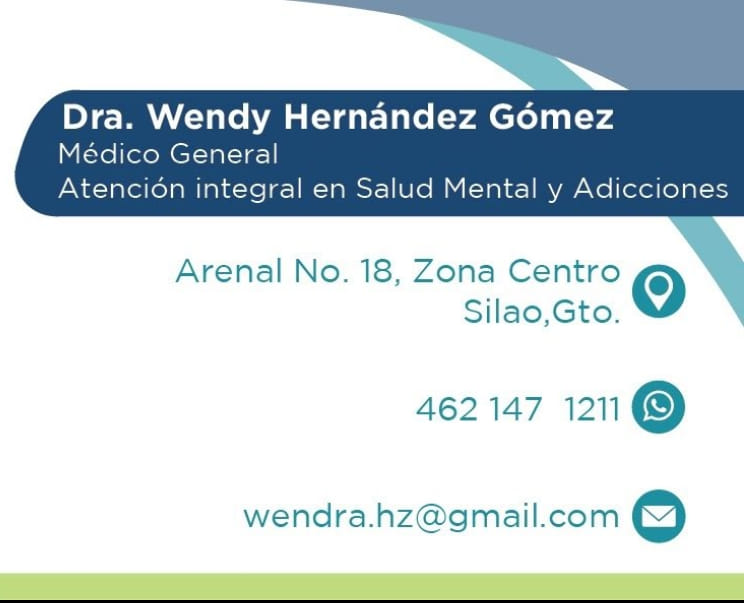 Dra. Wendy Hernández Gómez
Médico General
Atención integral en Salud Mental y Adicciones
Arenal No. 18, Zona Centro
Silao,Gto.
462 147 1211
wendra.hz@gmail.com